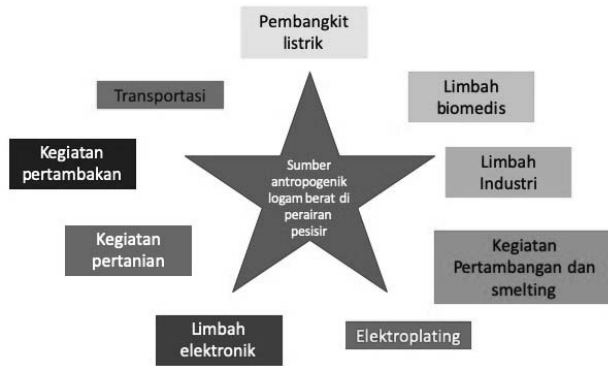 Pembangkit
listrik
Transportasi
Limbah
biomedis
Kegiatan
pertambakan
Sumber
antropogenik
logam berat di
perairan
pesisir
Limbah
Industri
Kegiatan
pertanian
Kegiatan
Pertambangan dan
smelting
Limbah
elektronik
Elektroplating